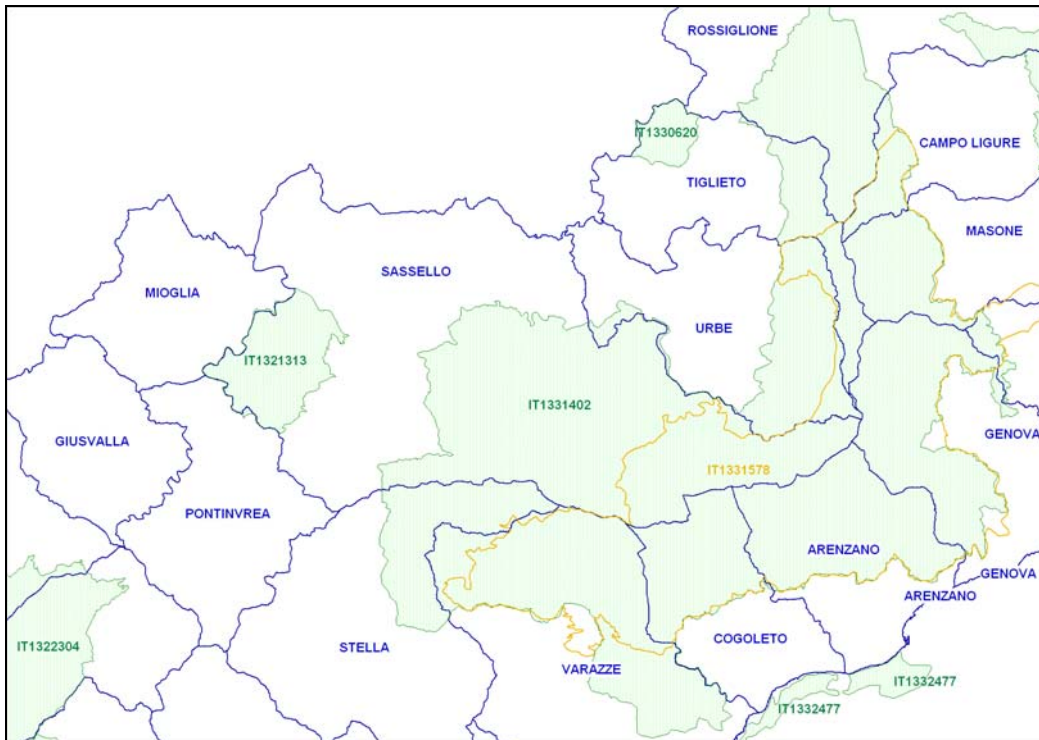 ROSSIGLIONE
IT1330620
CAMPO LIGURE
TIGLIETO
MASONE
SASSELLO
MIOGLIA
URBE
IT1321313
IT1331402
GIUSVALLA
GENOVA
IT1331578
PONTINVREA
ARENZANO
GENOVA
ARENZANO
COGOLETO
STELLA
IT1322304
VARAZZE
IT1332477
IT1332477